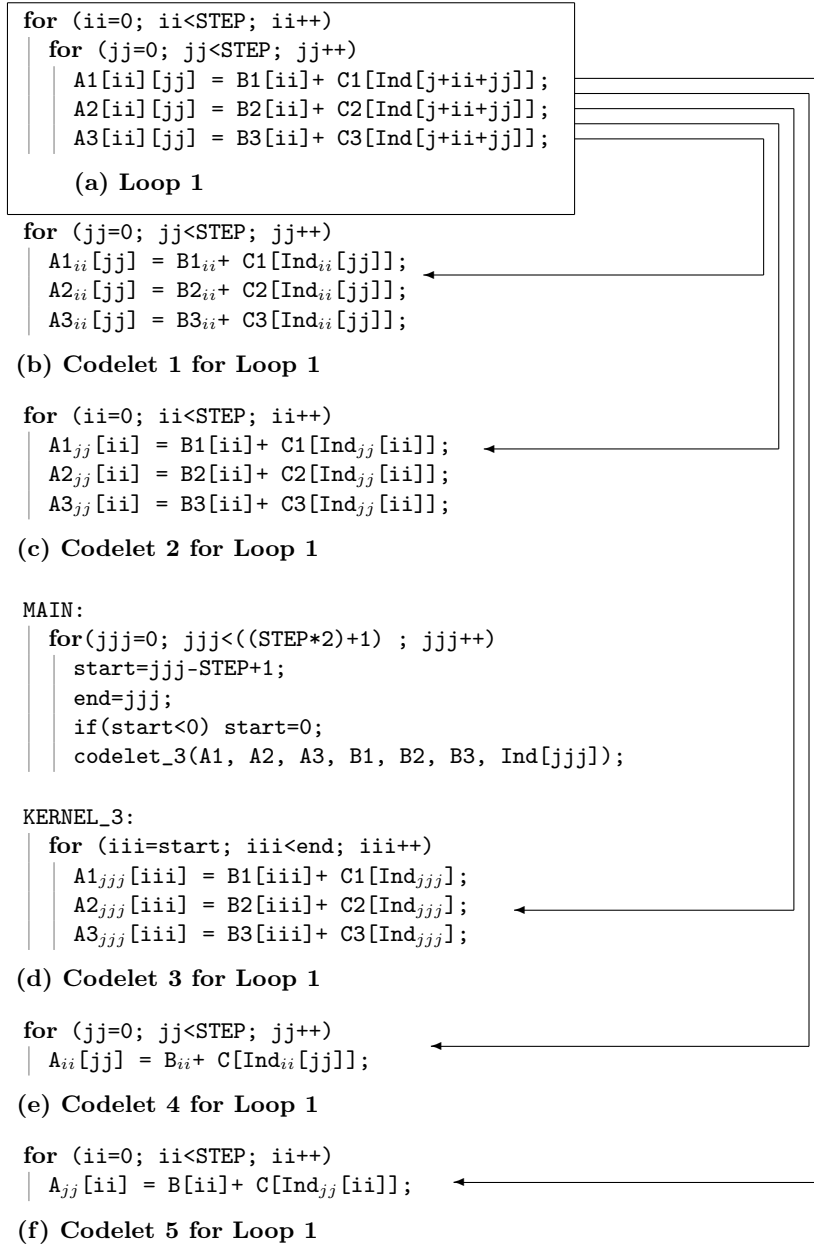 for (ii=0; ii<STEP; ii++)
for (jj=0; jj<STEP; jj++)
A1[ii][jj] = B1[ii]+ C1[Ind[j+ii+jj]];
A2[ii][jj] = B2[ii]+ C2[Ind[j+ii+jj]];
A3[ii][jj] = B3[ii]+ C3[Ind[j+ii+jj]];
(a) Loop 1
for (jj=0; jj<STEP; jj++)
A1ii[jj] = B1ii+ C1[Indii[jj]];
A2ii[jj] = B2ii+ C2[Indii[jj]];
A3ii[jj] = B3ii+ C3[Indii[jj]];
(b) Codelet 1 for Loop 1
for (ii=0; ii<STEP; ii++)
A1jj[ii] = B1[ii]+ C1[Indjj[ii]];
A2jj[ii] = B2[ii]+ C2[Indjj[ii]];
A3jj[ii] = B3[ii]+ C3[Indjj[ii]];
(c) Codelet 2 for Loop 1
MAIN:
for(jjj=0; jjj<((STEP*2)+1) ; jjj++)
start=jjj-STEP+1;
end=jjj;
if(start<0) start=0;
codelet_3(A1, A2, A3, B1, B2, B3, Ind[jjj]);
KERNEL_3:
for (iii=start; iii<end; iii++)
A1jjj[iii] = B1[iii]+ C1[Indjjj];
A2jjj[iii] = B2[iii]+ C2[Indjjj];
A3jjj[iii] = B3[iii]+ C3[Indjjj];
(d) Codelet 3 for Loop 1
for (jj=0; jj<STEP; jj++)
Aii[jj] = Bii+ C[Indii[jj]];
(e) Codelet 4 for Loop 1
for (ii=0; ii<STEP; ii++)
Ajj[ii] = B[ii]+ C[Indjj[ii]];
(f) Codelet 5 for Loop 1